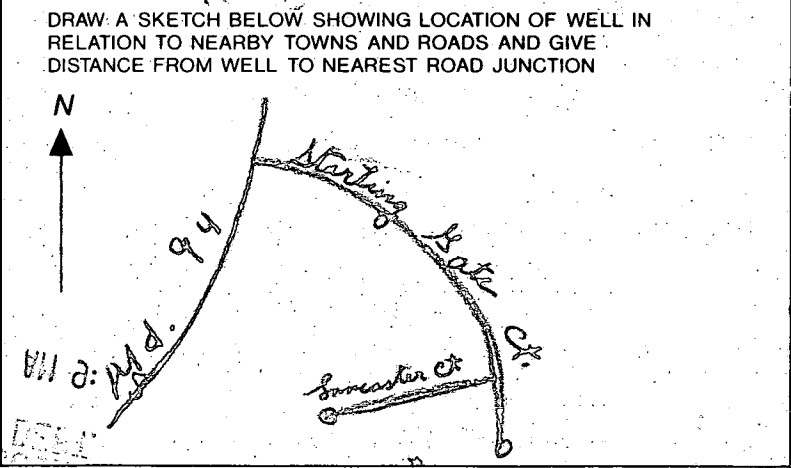 DRAW A SKETCH BELOW SHOWING LOCATION OF WELL IN
RELATION TO NEARBY TOWNS AND ROADS AND GIVE
DISTANCE FROM WELL TO NEAREST ROAD JUNCTION
N
Starting Gate Ct.
Md. 94
Lancaster Ct